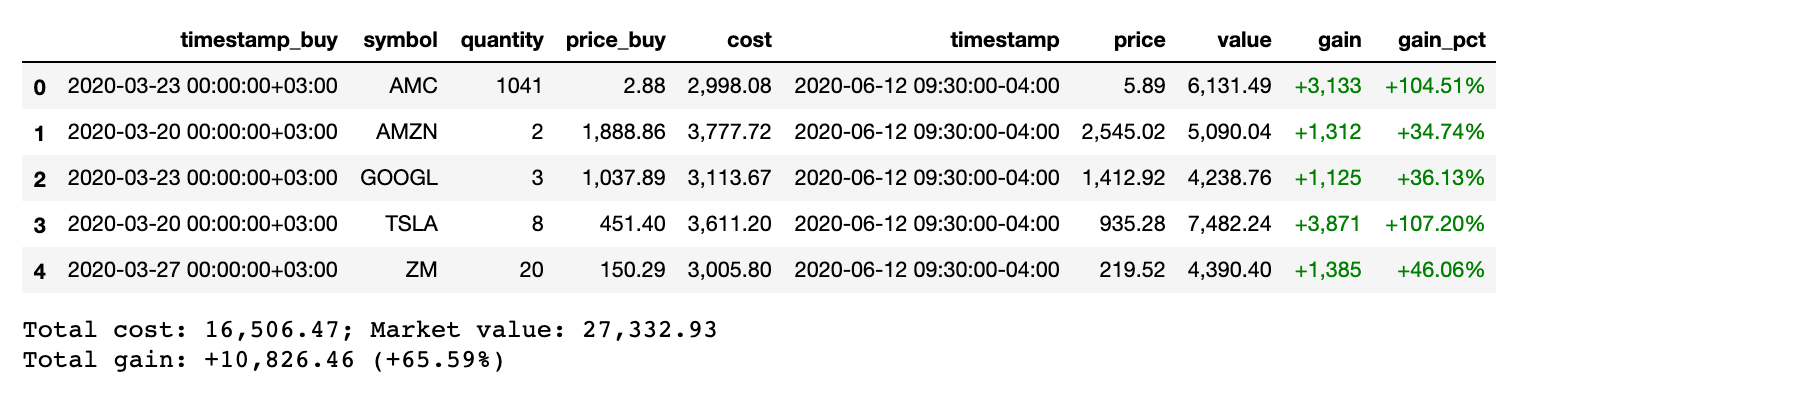 timestamp_buy symbol quantity price_buy cost timestamp price value gain gain_pct
0 2020-03-23 00:00:00+03:00 AMC 1041 2.88 2,998.08 2020-06-12 09:30:00-04:00 5.89 6,131.49 +3,133 +104.51%
1 2020-03-20 00:00:00+03:00 AMZN 2 1,888.86 3,777.72 2020-06-12 09:30:00-04:00 2,545.02 5,090.04 +1,312 +34.74%
2 2020-03-23 00:00:00+03:00 GOOGL 3 1,037.89 3,113.67 2020-06-12 09:30:00-04:00 1,412.92 4,238.76 +1,125 +36.13%
3 2020-03-20 00:00:00+03:00 TSLA 8 451.40 3,611.20 2020-06-12 09:30:00-04:00 935.28 7,482.24 +3,871 +107.20%
4 2020-03-27 00:00:00+03:00 ZM 20 150.29 3,005.80 2020-06-12 09:30:00-04:00 219.52 4,390.40 +1,385 +46.06%
Total cost: 16,506.47; Market value: 27,332.93
Total gain: +10,826.46 (+65.59%)